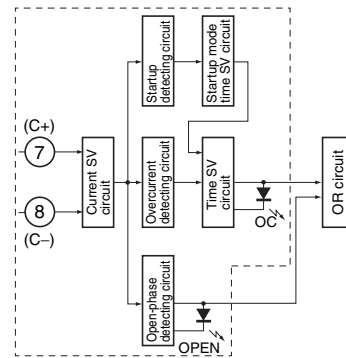 Startup
detecting circuit
Startup mode
time SV circuit
(C+)
7
8
(C−)
Current SV
circuit
Overcurrent
detecting circuit
Time SV
circuit
OC
OR circuit
Open-phase
detecting circuit
OPEN